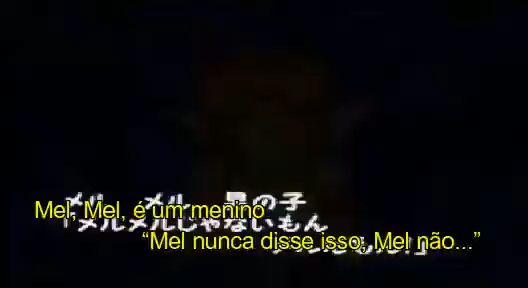 メル メル 男の子
Mel, Mel, é um menino
「メルメルじゃないもん
“Mel nunca disse isso, Mel não...”